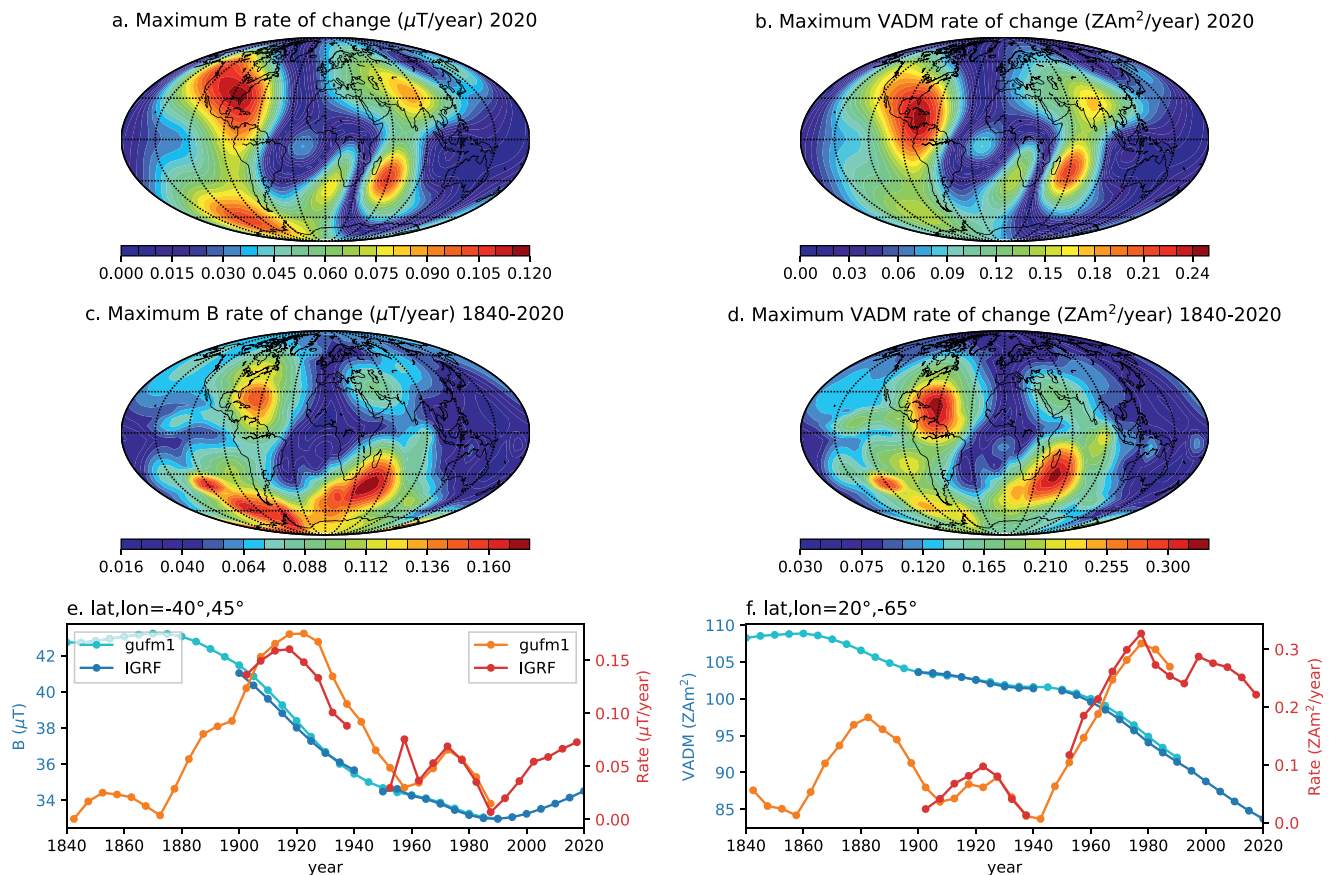 a. Maximum B rate of change (μT/year) 2020
b. Maximum VADM rate of change (ZAm²/year) 2020
0.000 0.015 0.030 0.045 0.060 0.075 0.090 0.105 0.120
0.00 0.03 0.06 0.09 0.12 0.15 0.18 0.21 0.24
c. Maximum B rate of change (μT/year) 1840-2020
d. Maximum VADM rate of change (ZAm²/year) 1840-2020
0.016 0.040 0.064 0.088 0.112 0.136 0.160
0.030 0.075 0.120 0.165 0.210 0.255 0.300
e. lat,lon=-40°,45°
gufm1
IGRF
gufm1
IGRF
B (μT)
42
40
38
36
34
Rate (μT/year)
0.15
0.10
0.05
0.00
1840 1860 1880 1900 1920 1940 1960 1980 2000 2020
year
f. lat,lon=20°,-65°
VADM (ZAm²)
110
105
100
95
90
85
Rate (ZAm²/year)
0.3
0.2
0.1
0.0
1840 1860 1880 1900 1920 1940 1960 1980 2000 2020
year